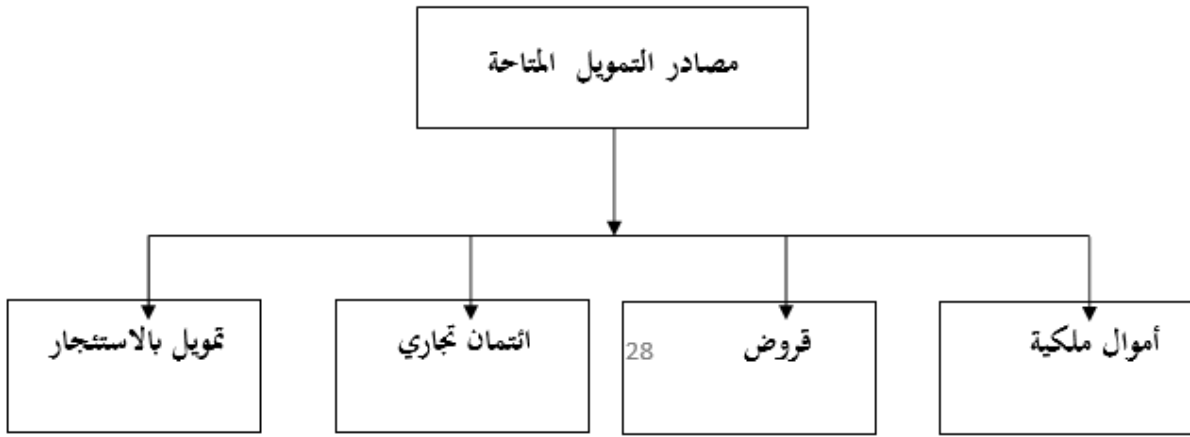 مصادر التمويل المتاحة
أموال ملكية
قروض
28
ائتمان تجاري
تمويل بالاستئجار